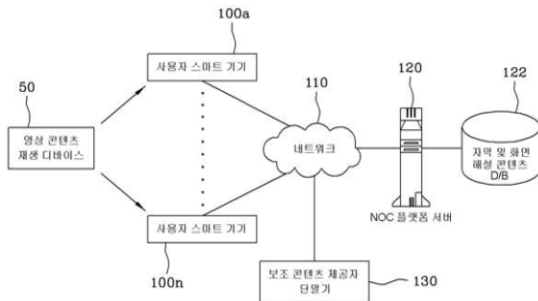 100a
사용자 스마트 기기
50
110
120
122
영상 콘텐츠
재생 디바이스
네트워크
자막 및 화면
해설 콘텐츠
D/B
NOC 플랫폼 서버
사용자 스마트 기기
100n
보조 콘텐츠 제공자
단말기
130